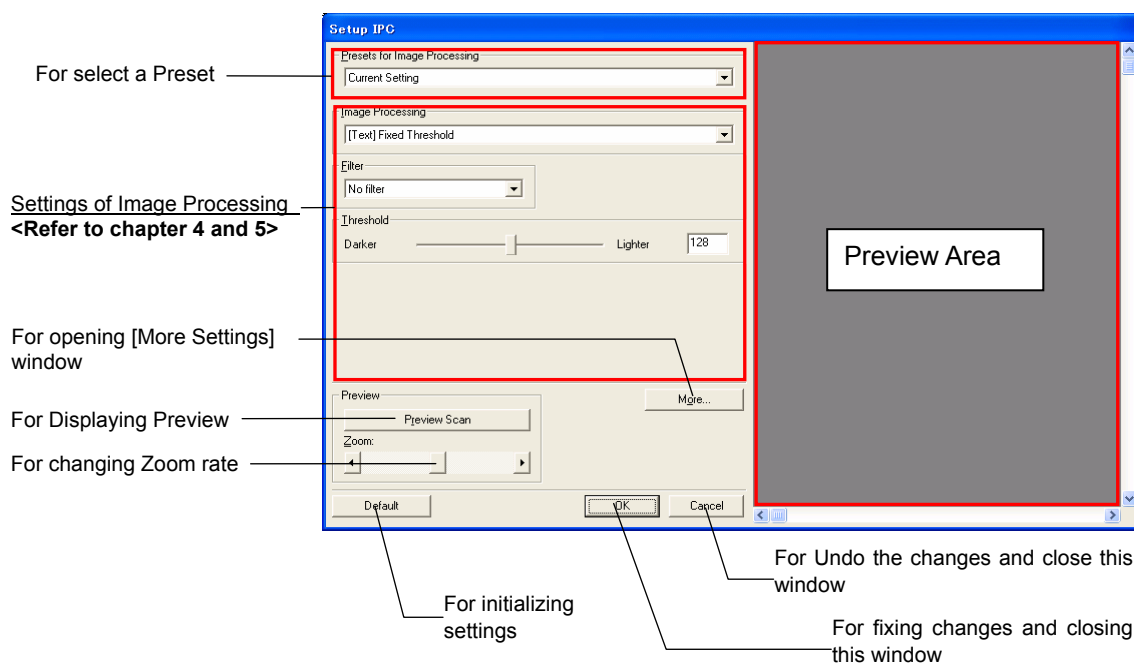 Setup IPC
Presets for Image Processing
For select a Preset
Current Setting
Image Processing
[Text] Fixed Threshold
Filter
No filter
Settings of Image Processing
<Refer to chapter 4 and 5>
Threshold
Darker
Lighter
128
Preview Area
For opening [More Settings]
window
Preview
More...
For Displaying Preview
Preview Scan
Zoom:
For changing Zoom rate
Default
OK
Cancel
For Undo the changes and close this
window
For initializing
settings
For fixing changes and closing
this window